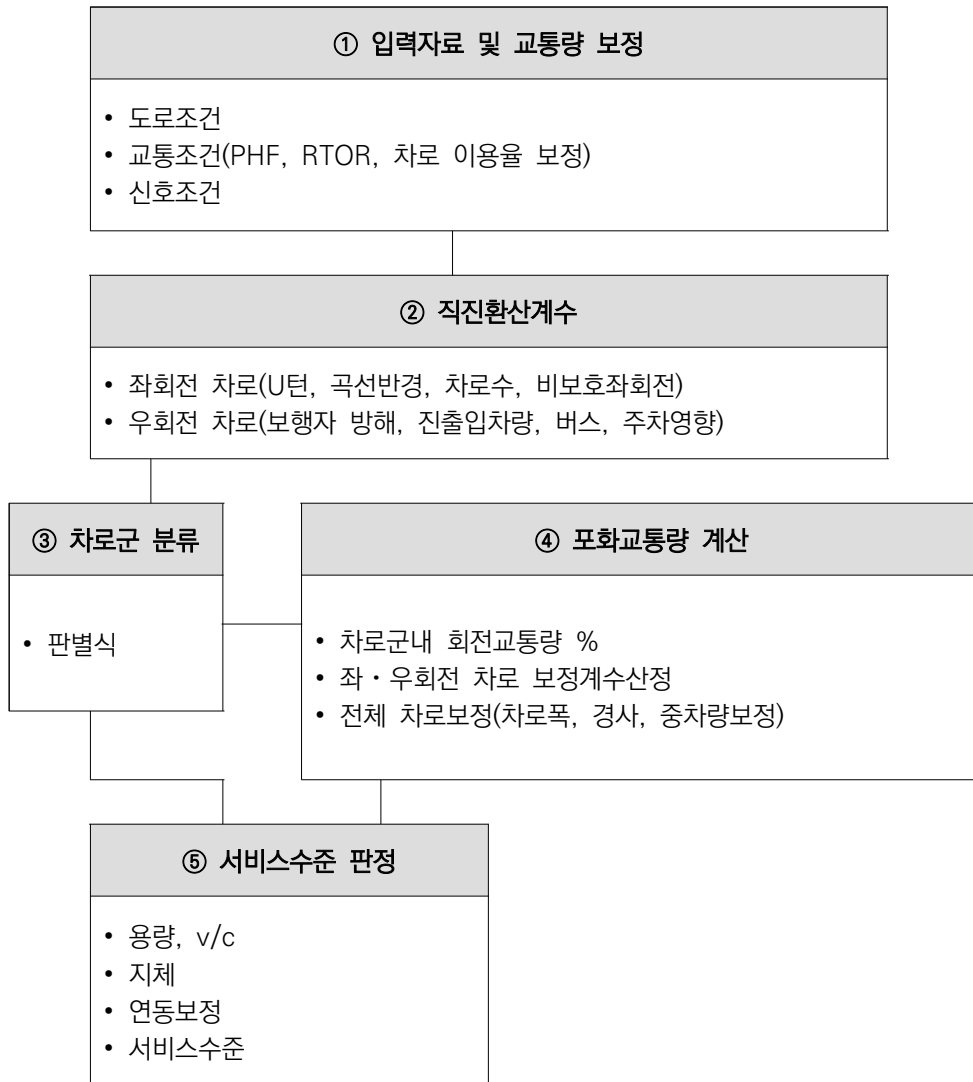 ① 입력자료 및 교통량 보정
• 도로조건
• 교통조건(PHF, RTOR, 차로 이용율 보정)
• 신호조건
② 직진환산계수
• 좌회전 차로(U턴, 곡선반경, 차로수, 비보호좌회전)
• 우회전 차로(보행자 방해, 진출입차량, 버스, 주차영향)
③ 차로군 분류
• 판별식
④ 포화교통량 계산
• 차로군내 회전교통량 %
• 좌・우회전 차로 보정계수산정
• 전체 차로보정(차로폭, 경사, 중차량보정)
⑤ 서비스수준 판정
• 용량, v/c
• 지체
• 연동보정
• 서비스수준